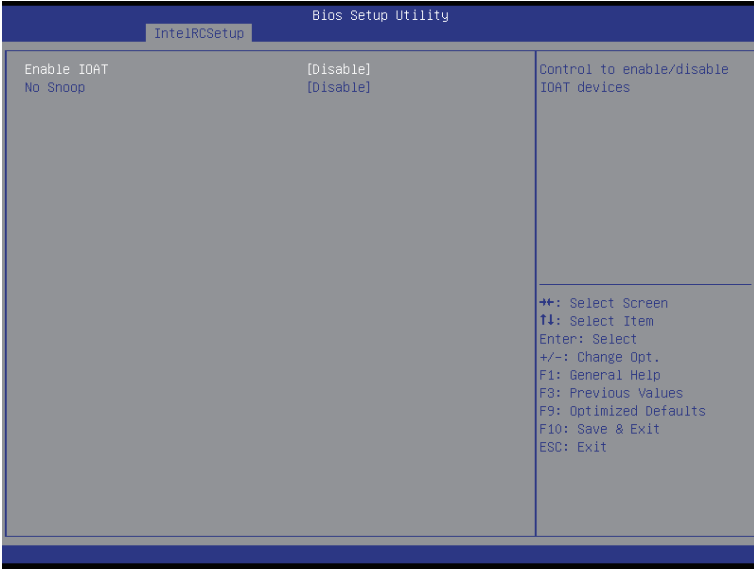 Bios Setup Utility
IntelRCSetup
Enable IOAT [Disable]
No Snoop [Disable]
Control to enable/disable
IOAT devices
→←: Select Screen
↑↓: Select Item
Enter: Select
+/-: Change Opt.
F1: General Help
F3: Previous Values
F9: Optimized Defaults
F10: Save & Exit
ESC: Exit